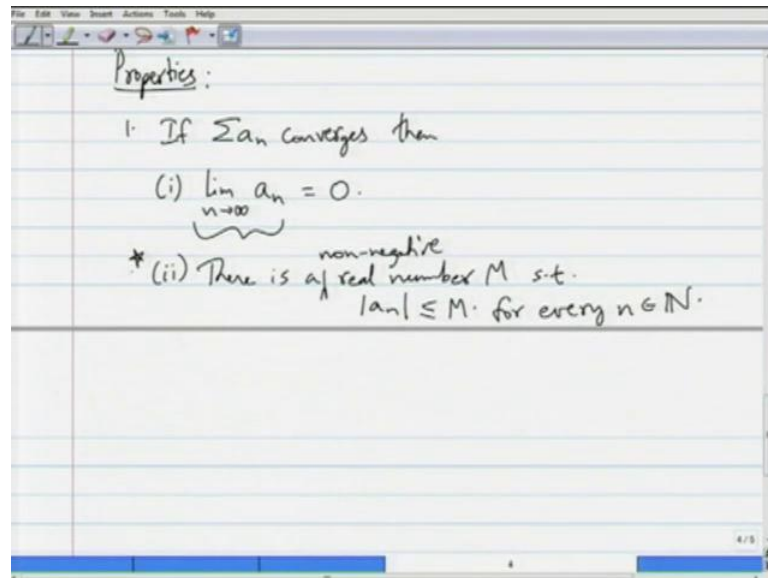 File Edit View Insert Actions Tools Help
Properties:
1. If Σan converges then
(i) lim an = 0.
n→∞
non-negative
* (ii) There is a real number M s.t.
|an| ≤ M. for every n ∈ ℕ.
4/5
4